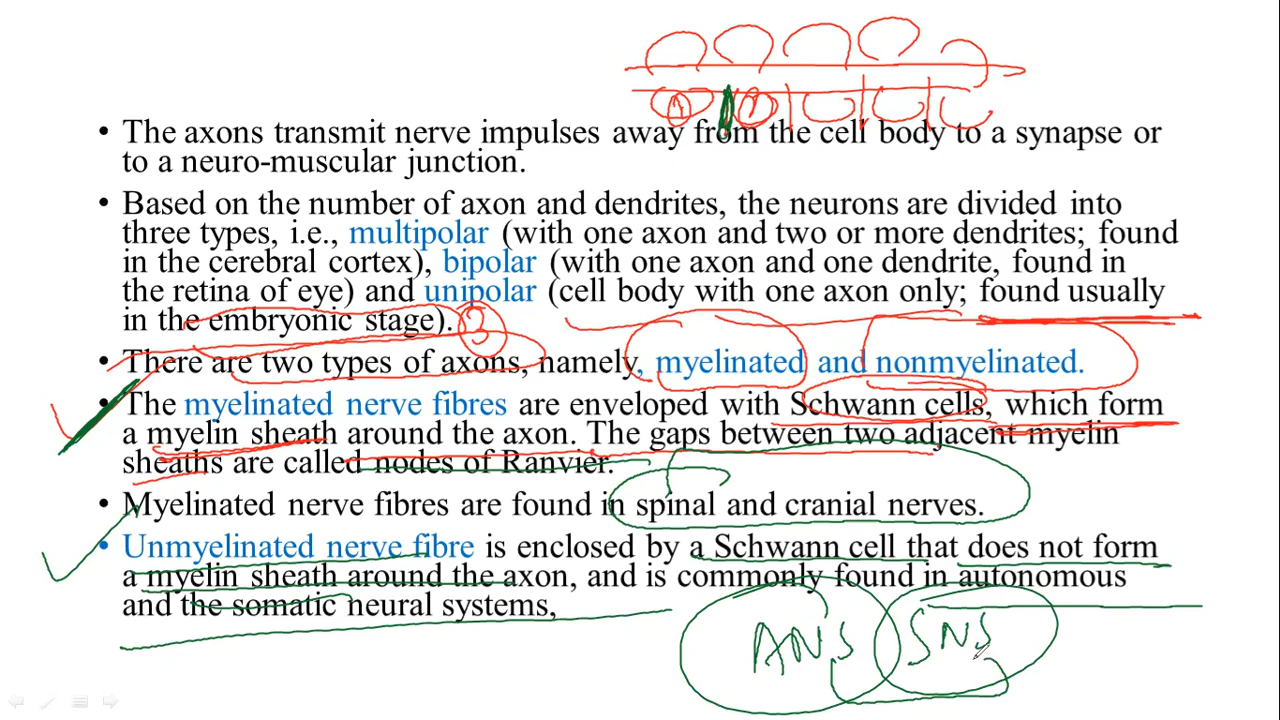 • The axons transmit nerve impulses away from the cell body to a synapse or
to a neuro-muscular junction.
• Based on the number of axon and dendrites, the neurons are divided into
three types, i.e., multipolar (with one axon and two or more dendrites; found
in the cerebral cortex), bipolar (with one axon and one dendrite, found in
the retina of eye) and unipolar (cell body with one axon only; found usually
in the embryonic stage).
• There are two types of axons, namely, myelinated and nonmyelinated.
• The myelinated nerve fibres are enveloped with Schwann cells, which form
a myelin sheath around the axon. The gaps between two adjacent myelin
sheaths are called nodes of Ranvier.
• Myelinated nerve fibres are found in spinal and cranial nerves.
• Unmyelinated nerve fibre is enclosed by a Schwann cell that does not form
a myelin sheath around the axon, and is commonly found in autonomous
and the somatic neural systems,
ANS SNS